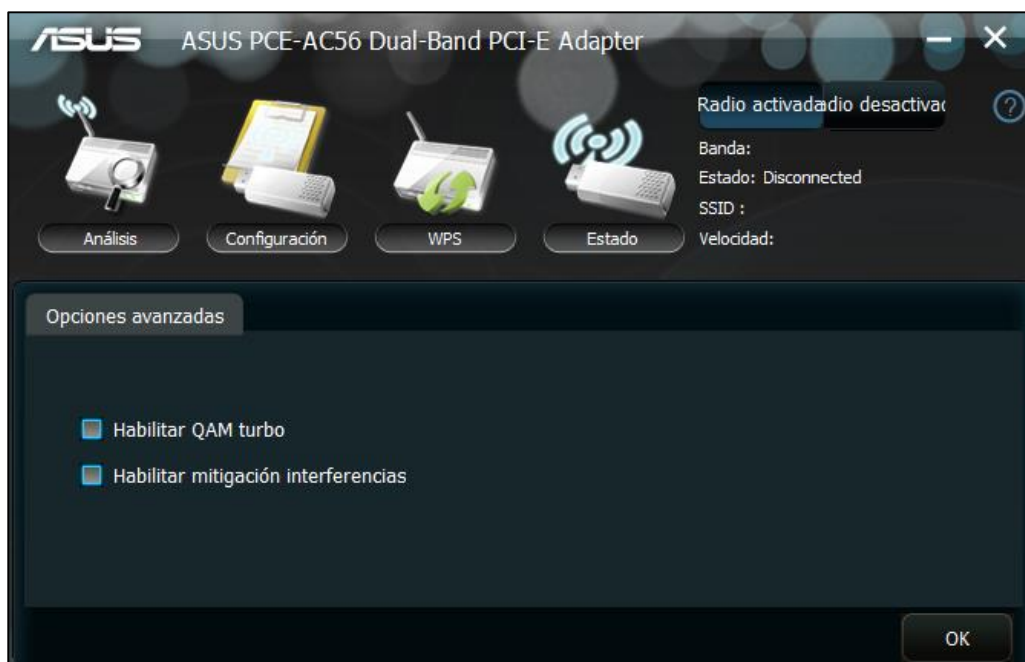 ASUS ASUS PCE-AC56 Dual-Band PCI-E Adapter
Radio activada dio desactivac
?
Banda:
Estado: Disconnected
SSID :
Velocidad:
Análisis
Configuración
WPS
Estado
Opciones avanzadas
Habilitar QAM turbo
Habilitar mitigación interferencias
OK